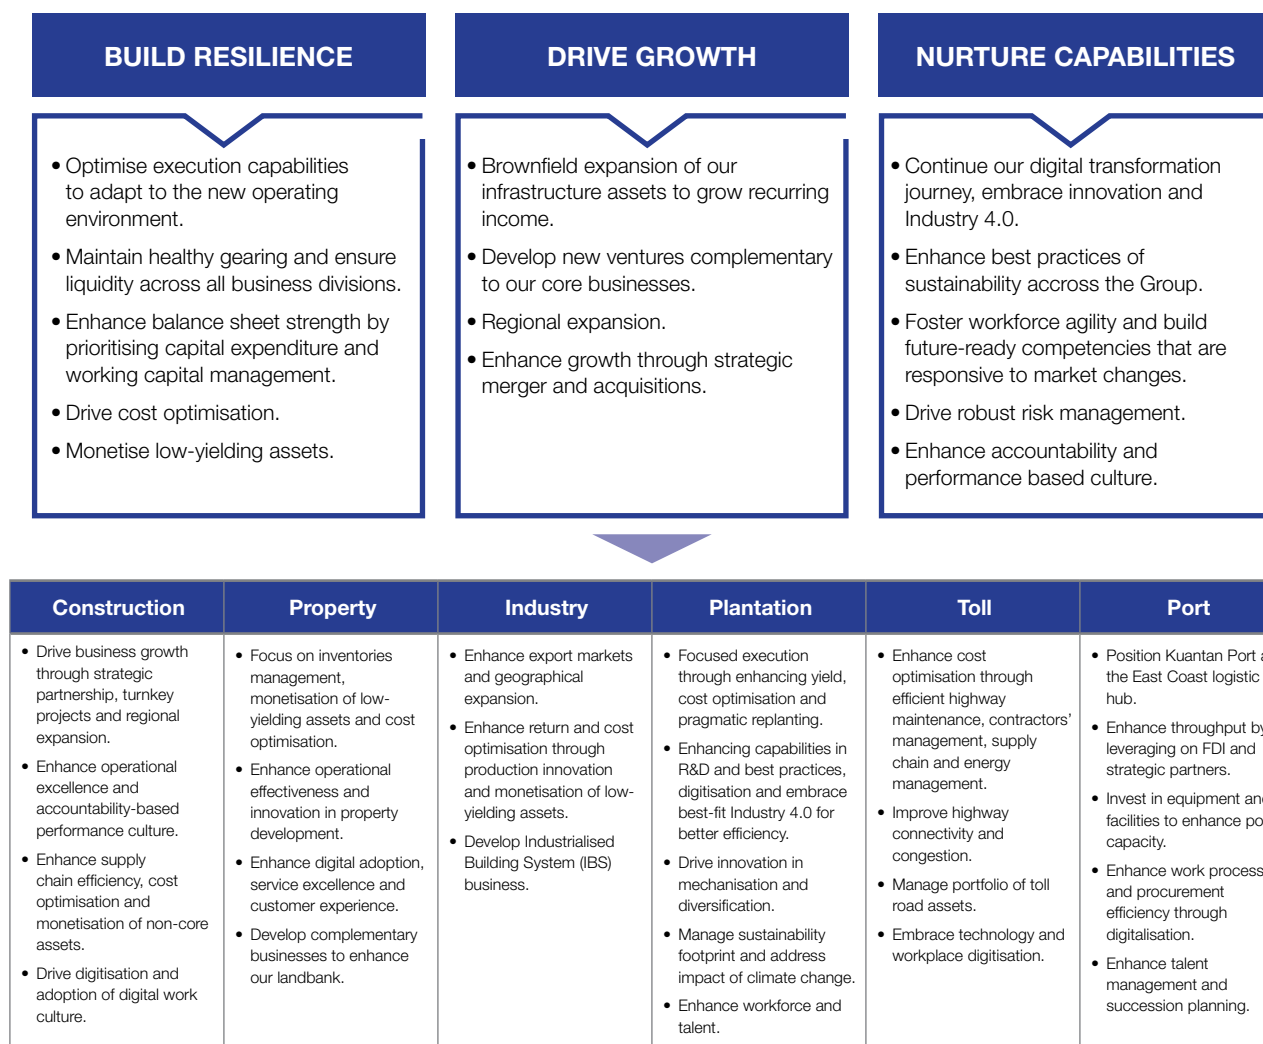 BUILD RESILIENCE
• Optimise execution capabilities
to adapt to the new operating
environment.
• Maintain healthy gearing and ensure
liquidity across all business divisions.
• Enhance balance sheet strength by
prioritising capital expenditure and
working capital management.
• Drive cost optimisation.
• Monetise low-yielding assets.
DRIVE GROWTH
• Brownfield expansion of our
infrastructure assets to grow recurring
income.
• Develop new ventures complementary
to our core businesses.
• Regional expansion.
• Enhance growth through strategic
merger and acquisitions.
NURTURE CAPABILITIES
• Continue our digital transformation
journey, embrace innovation and
Industry 4.0.
• Enhance best practices of
sustainability accross the Group.
• Foster workforce agility and build
future-ready competencies that are
responsive to market changes.
• Drive robust risk management.
• Enhance accountability and
performance based culture.
Construction
• Drive business growth
through strategic
partnership, turnkey
projects and regional
expansion.
• Enhance operational
excellence and
accountability-based
performance culture.
• Enhance supply
chain efficiency, cost
optimisation and
monetisation of non-core
assets.
• Drive digitisation and
adoption of digital work
culture.
Property
• Focus on inventories
management,
monetisation of low-
yielding assets and cost
optimisation.
• Enhance operational
effectiveness and
innovation in property
development.
• Enhance digital adoption,
service excellence and
customer experience.
• Develop complementary
businesses to enhance
our landbank.
Industry
• Enhance export markets
and geographical
expansion.
• Enhance return and cost
optimisation through
production innovation
and monetisation of low-
yielding assets.
• Develop Industrialised
Building System (IBS)
business.
Plantation
• Focused execution
through enhancing yield,
cost optimisation and
pragmatic replanting.
• Enhancing capabilities in
R&D and best practices,
digitisation and embrace
best-fit Industry 4.0 for
better efficiency.
• Drive innovation in
mechanisation and
diversification.
• Manage sustainability
footprint and address
impact of climate change.
• Enhance workforce and
talent.
Toll
• Enhance cost
optimisation through
efficient highway
maintenance, contractors’
management, supply
chain and energy
management.
• Improve highway
connectivity and
congestion.
• Manage portfolio of toll
road assets.
• Embrace technology and
workplace digitisation.
Port
• Position Kuantan Port
the East Coast logistic
hub.
• Enhance throughput
leveraging on FDI and
strategic partners.
• Invest in equipment
facilities to enhance
capacity.
• Enhance work process
and procurement
efficiency through
digitalisation.
• Enhance talent
management and
succession planning.